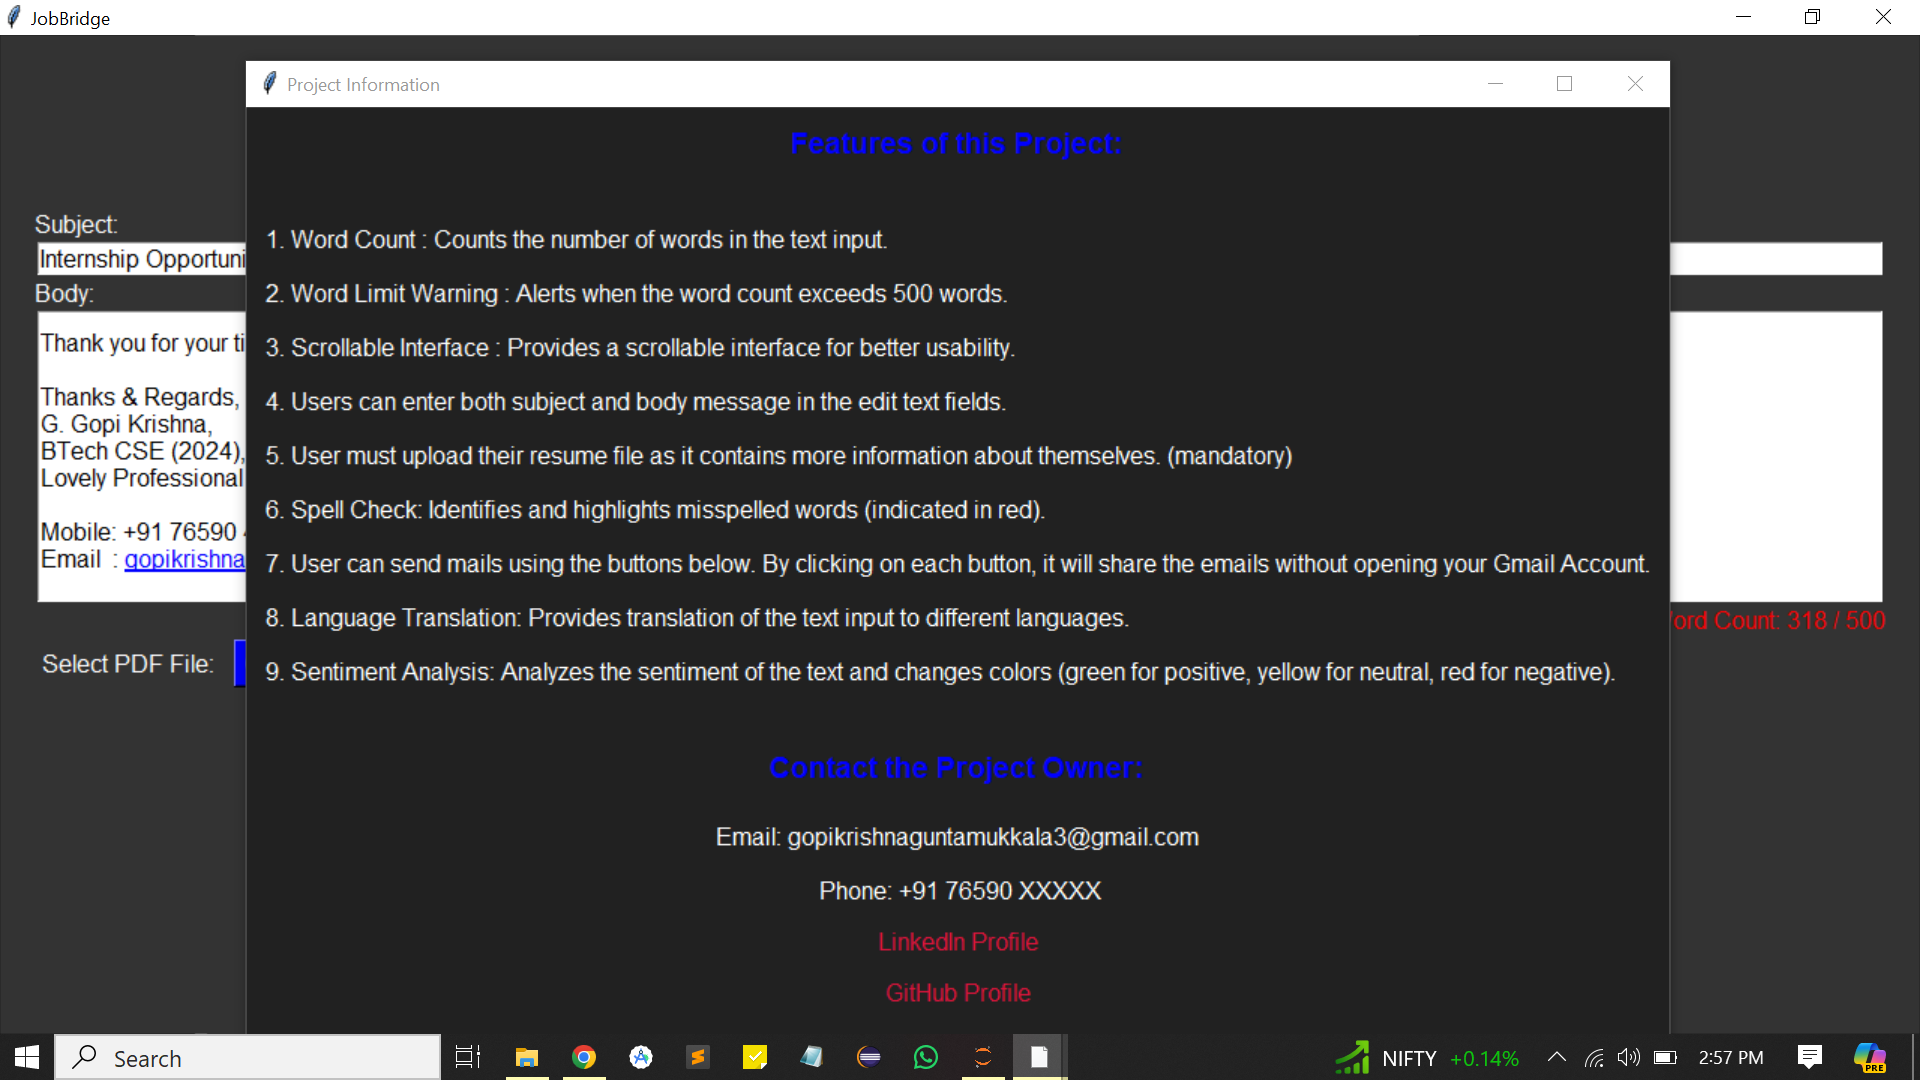 JobBridge
Project Information
Features of this Project:
Subject:
Internship Opportuni
Body:
Thank you for your ti
Thanks & Regards,
G. Gopi Krishna,
BTech CSE (2024),
Lovely Professional
Mobile: +91 76590
Email : gopikrishna
1. Word Count : Counts the number of words in the text input.
2. Word Limit Warning : Alerts when the word count exceeds 500 words.
3. Scrollable Interface : Provides a scrollable interface for better usability.
4. Users can enter both subject and body message in the edit text fields.
5. User must upload their resume file as it contains more information about themselves. (mandatory)
6. Spell Check: Identifies and highlights misspelled words (indicated in red).
7. User can send mails using the buttons below. By clicking on each button, it will share the emails without opening your Gmail Account.
8. Language Translation: Provides translation of the text input to different languages.
9. Sentiment Analysis: Analyzes the sentiment of the text and changes colors (green for positive, yellow for neutral, red for negative).
ord Count: 318 / 500
Select PDF File:
Contact the Project Owner:
Email: gopikrishnaguntamukkala3@gmail.com
Phone: +91 76590 XXXXX
LinkedIn Profile
GitHub Profile
Search
NIFTY +0.14%
2:57 PM
PRE